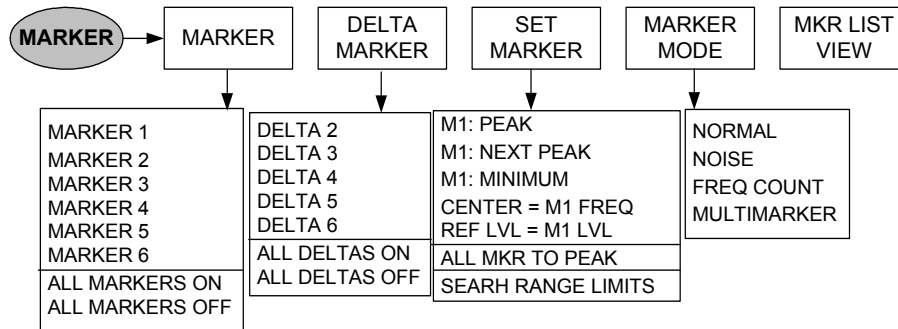 MARKER
MARKER
DELTA
MARKER
SET
MARKER
MARKER
MODE
MKR LIST
VIEW
MARKER 1
MARKER 2
MARKER 3
MARKER 4
MARKER 5
MARKER 6
ALL MARKERS ON
ALL MARKERS OFF
DELTA 2
DELTA 3
DELTA 4
DELTA 5
DELTA 6
ALL DELTAS ON
ALL DELTAS OFF
M1: PEAK
M1: NEXT PEAK
M1: MINIMUM
CENTER = M1 FREQ
REF LVL = M1 LVL
ALL MKR TO PEAK
SEARH RANGE LIMITS
NORMAL
NOISE
FREQ COUNT
MULTIMARKER